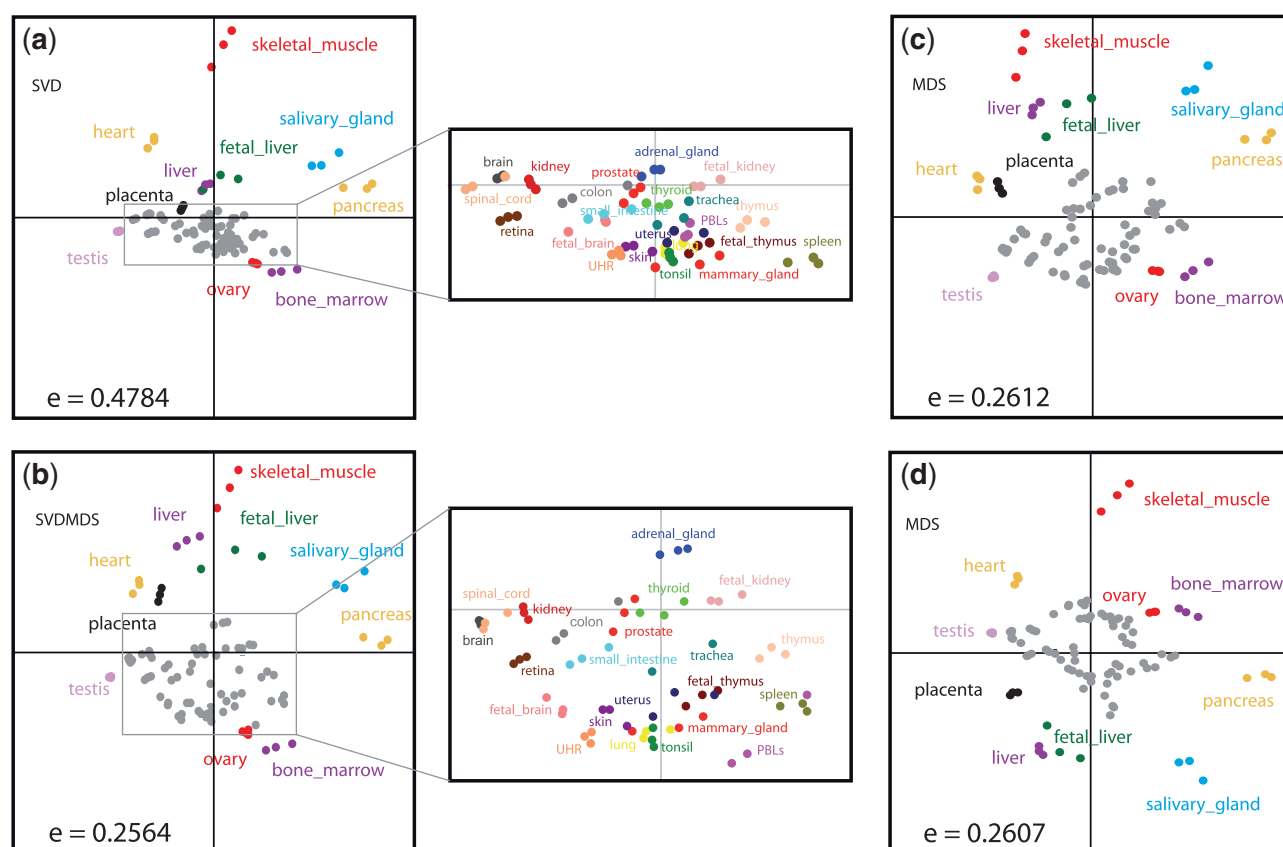 (a)
SVD
skeletal_muscle
heart
salivary_gland
fetal_liver
liver
placenta
pancreas
testis
ovary
bone_marrow
e = 0.4784
adrenal_gland
brain
kidney
prostate
fetal_kidney
spinal_cord
colon
thyroid
trachea
small_intestine
thymus
retina
PBLs
fetal_brain
uterus
lung
fetal_thymus
spleen
skin
UHR
tonsil
mammary_gland
(c)
MDS
skeletal_muscle
liver
salivary_gland
fetal_liver
placenta
pancreas
heart
testis
ovary
bone_marrow
e = 0.2612
(b)
SVDMDS
skeletal_muscle
liver
fetal_liver
salivary_gland
heart
pancreas
placenta
testis
ovary
bone_marrow
e = 0.2564
adrenal_gland
spinal_cord
thyroid
fetal_kidney
kidney
colon
prostate
brain
thymus
small_intestine
trachea
retina
fetal_thymus
uterus
spleen
fetal_brain
skin
mammary_gland
UHR
lung
tonsil
PBLs
(d)
MDS
skeletal_muscle
heart
bone_marrow
ovary
testis
placenta
pancreas
fetal_liver
liver
salivary_gland
e = 0.2607